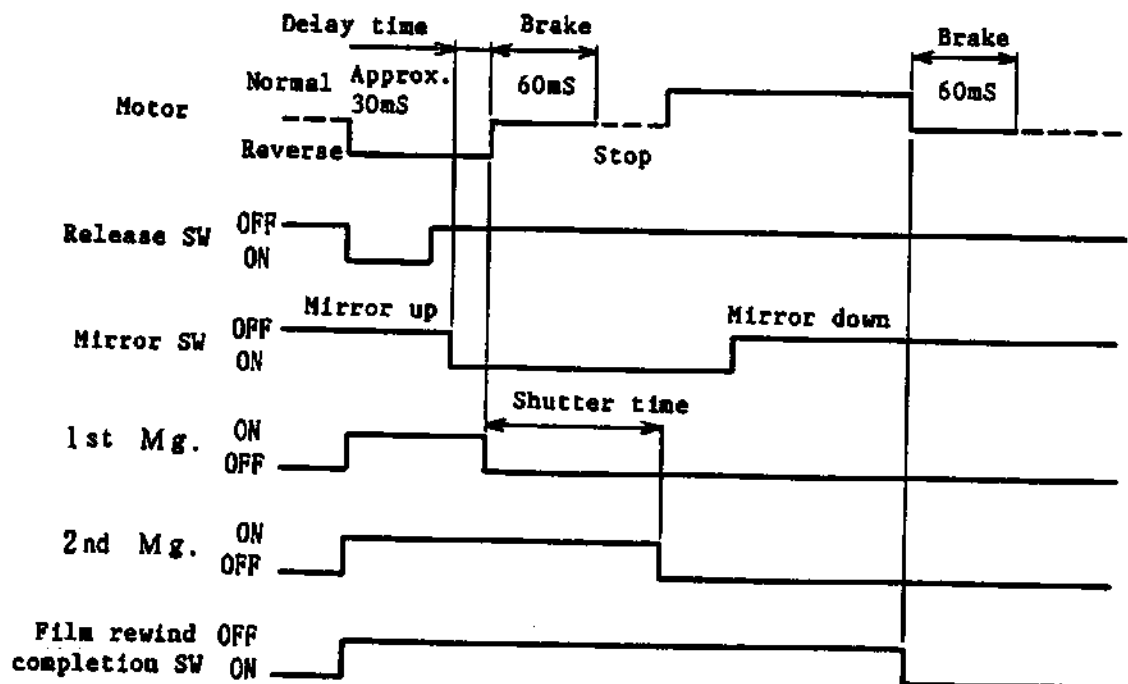 Delay time Brake
Brake
Normal Approx. 60mS
60mS
30mS
Motor
Reverse
Stop
Release SW OFF
ON
Mirror up
Mirror down
Mirror SW OFF
ON
Shutter time
1st Mg. ON
OFF
2nd Mg. ON
OFF
Film rewind OFF
completion SW ON